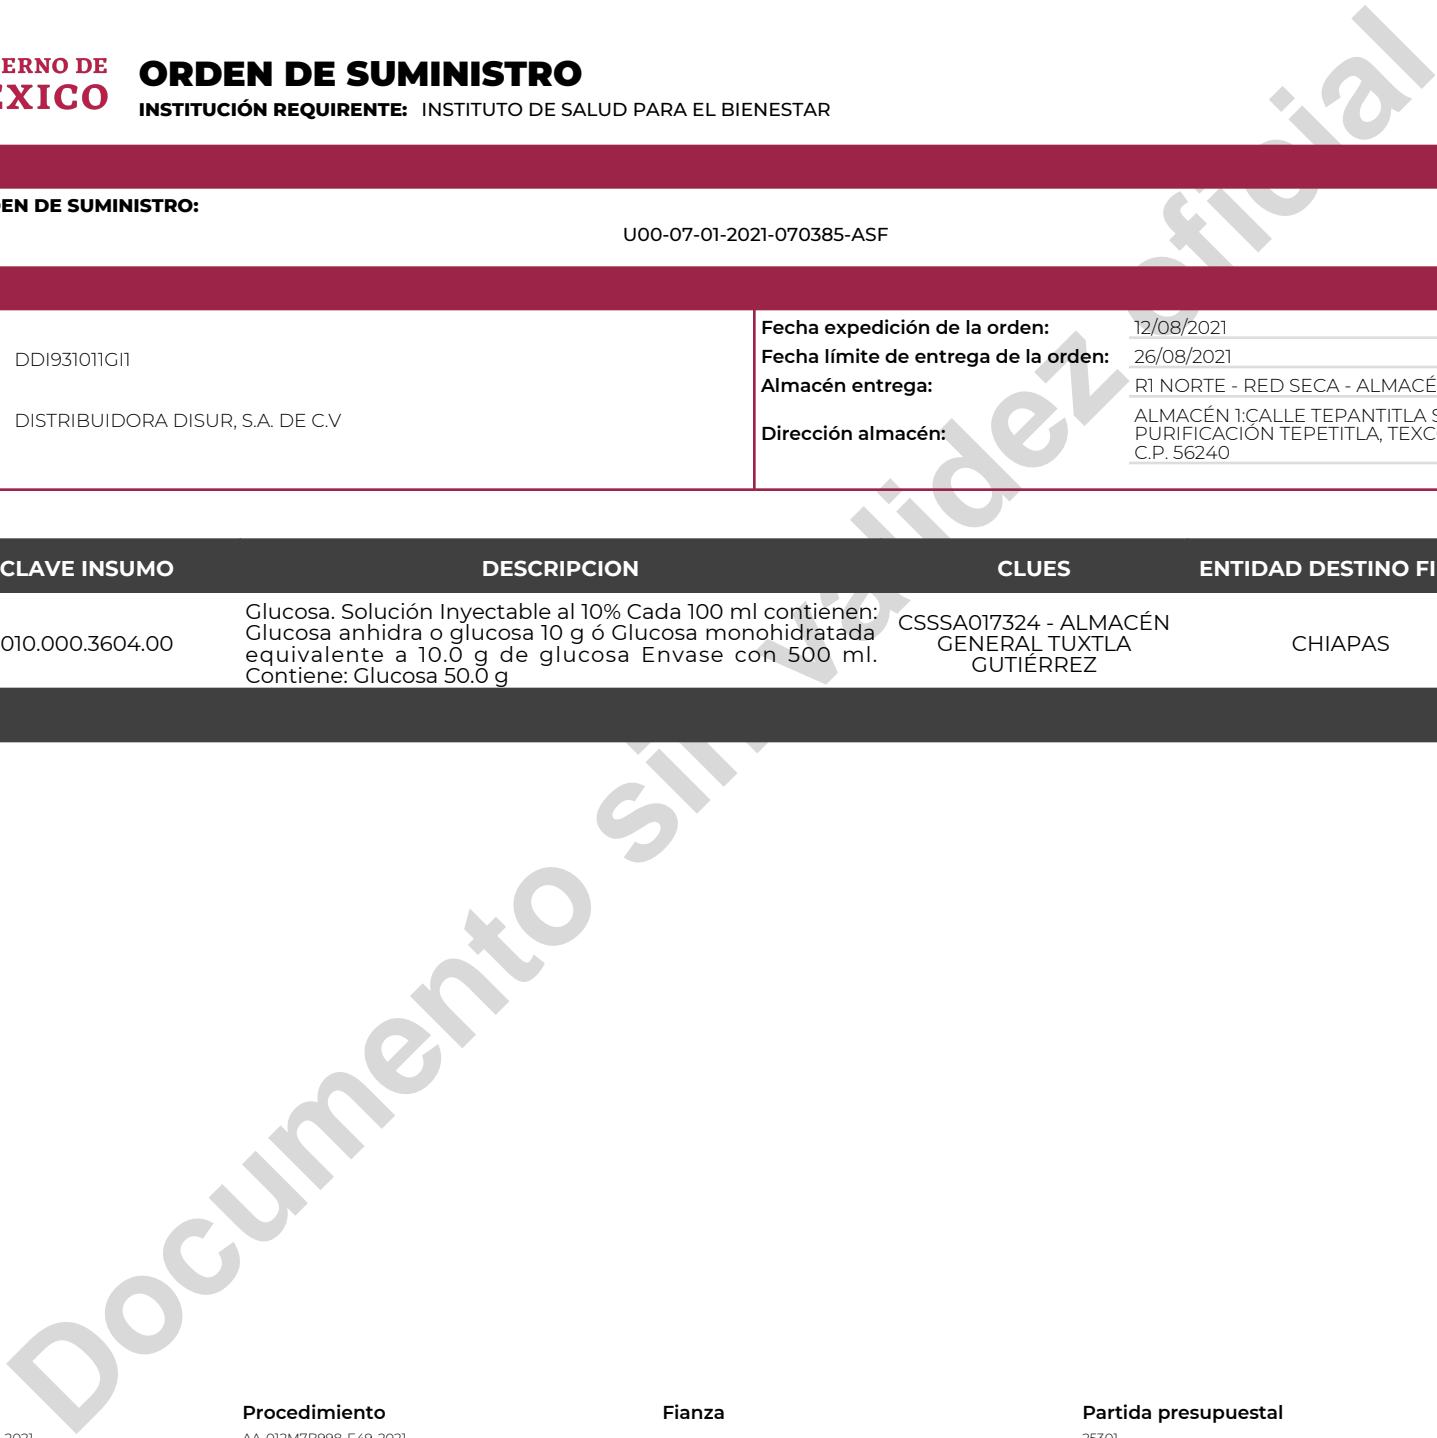 ERNO DE
ORDEN DE SUMINISTRO
INSTITUCIÓN REQUIRENTE: INSTITUTO DE SALUD PARA EL BIENESTAR
DE SUMINISTRO:
U00-07-01-2021-070385-ASF
DDI931011GI1
DISTRIBUIDORA DISUR, S.A. DE C.V
Fecha expedición de la orden: 12/08/2021
Fecha límite de entrega de la orden: 26/08/2021
Almacén entrega: R1 NORTE - RED SECA - ALMACÉ
Dirección almacén:
ALMACÉN 1:CALLE TEPANTITLA S
PURIFICACIÓN TEPETITLA, TEXC
C.P. 56240
CLAVE INSUMO DESCRIPCION CLUES ENTIDAD DESTINO FI
010.000.3604.00
Glucosa. Solución Inyectable al 10% Cada 100 ml contienen:
Glucosa anhidra o glucosa 10 g ó Glucosa monohidratada
equivalente a 10.0 g de glucosa Envase con 500 ml.
Contiene: Glucosa 50.0 g
CSSSA017324 - ALMACÉN
GENERAL TUXTLA
GUTIÉRREZ
CHIAPAS
Documento sin validez oficial
Procedimiento Fianza Partida presupuestal